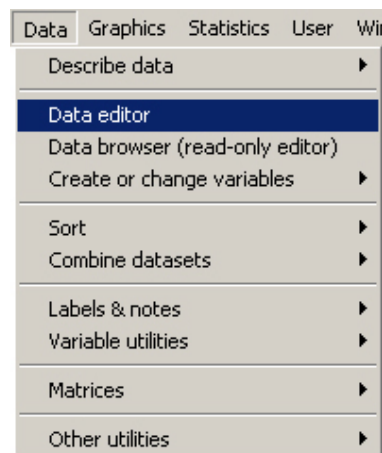 Data Graphics Statistics User Wi
Describe data
Data editor
Data browser (read-only editor)
Create or change variables
Sort
Combine datasets
Labels & notes
Variable utilities
Matrices
Other utilities